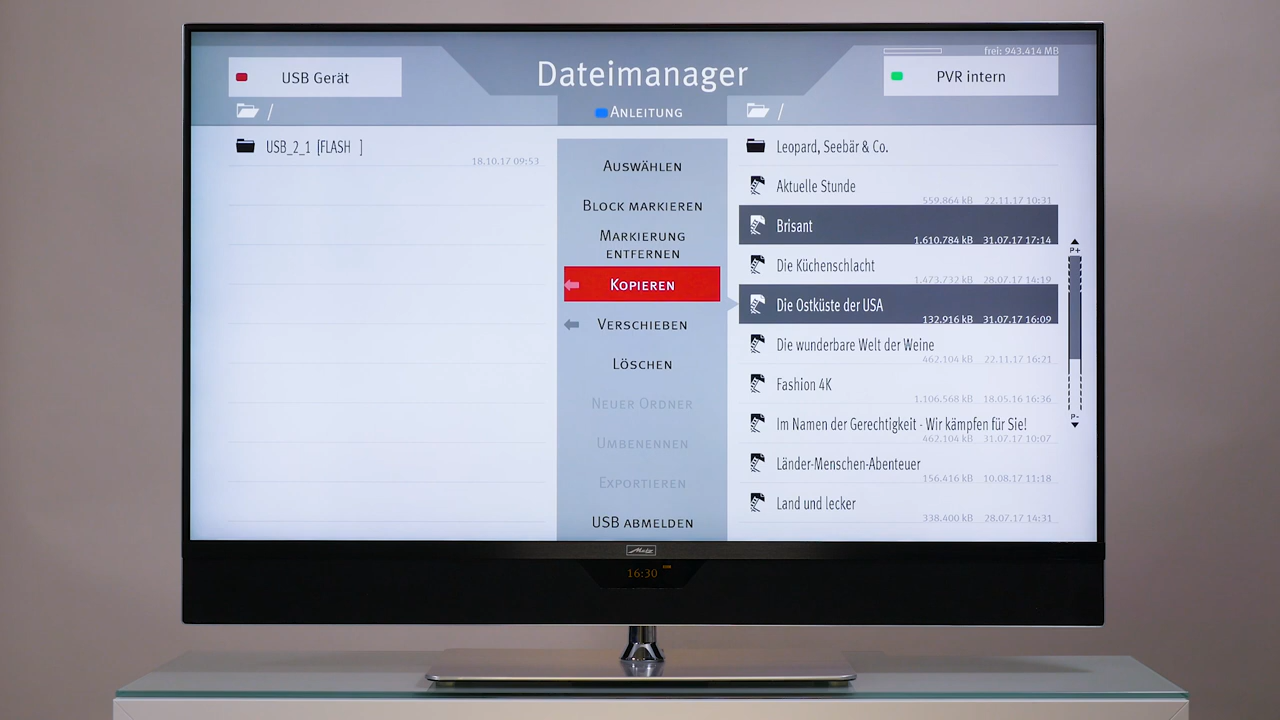 frei: 943.414 MB
USB Gerät
Dateimanager
PVR intern
/
ANLEITUNG
/
USB_2_1 [FLASH ]
18.10.17 09:53
AUSWÄHLEN
BLOCK MARKIEREN
MARKIERUNG
ENTFERNEN
KOPIEREN
VERSCHIEBEN
LÖSCHEN
NEUER ORDNER
UMBENENNEN
EXPORTIEREN
USB ABMELDEN
Leopard, Seebär & Co.
Aktuelle Stunde
559.864 kB 22.11.17 10:31
Brisant
1.610.784 kB 31.07.17 17:14
Die Küchenschlacht
1.473.732 kB 28.07.17 14:19
Die Ostküste der USA
132.916 kB 31.07.17 16:09
Die wunderbare Welt der Weine
462.104 kB 22.11.17 16:21
Fashion 4K
1.106.568 kB 18.05.16 16:36
Im Namen der Gerechtigkeit - Wir kämpfen für Sie!
462.104 kB 31.07.17 10:07
Länder-Menschen-Abenteuer
156.416 kB 10.08.17 11:18
Land und lecker
338.400 kB 28.07.17 14:31
P+
P-
Metz
16:30